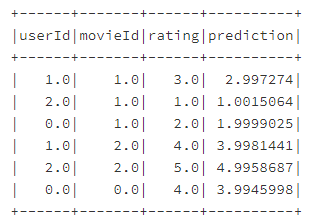 +------+-------+------+----------+
|userId|movieId|rating|prediction|
+------+-------+------+----------+
|   1.0|    1.0|   3.0|  2.997274|
|   2.0|    1.0|   1.0| 1.0015064|
|   0.0|    1.0|   2.0| 1.9999025|
|   1.0|    2.0|   4.0| 3.9981441|
|   2.0|    2.0|   5.0| 4.9958687|
|   0.0|    0.0|   4.0| 3.9945998|
+------+-------+------+----------+